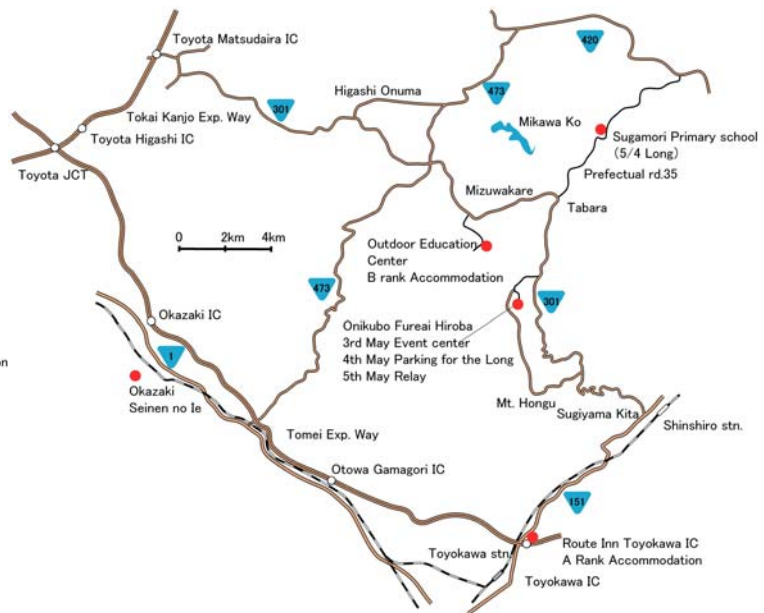 Toyota Matsudaira IC
420
473
Higashi Onuma
301
Tokai Kanjo Exp. Way
Mikawa Ko
Sugamori Primary school
(5/4 Long)
Toyota Higashi IC
Prefectual rd.35
Toyota JCT
Mizuwakare
Tabara
0 2km 4km
Outdoor Education
Center
B rank Accommodation
473
301
Okazaki IC
Onikubo Fureai Hiroba
3rd May Event center
4th May Parking for the Long
5th May Relay
1
Okazaki
Seinen no Ie
Mt. Hongu
Sugiyama Kita
Shinshiro stn.
Tomei Exp. Way
Otowa Gamagori IC
151
Route Inn Toyokawa IC
A Rank Accommodation
Toyokawa stn.
Toyokawa IC